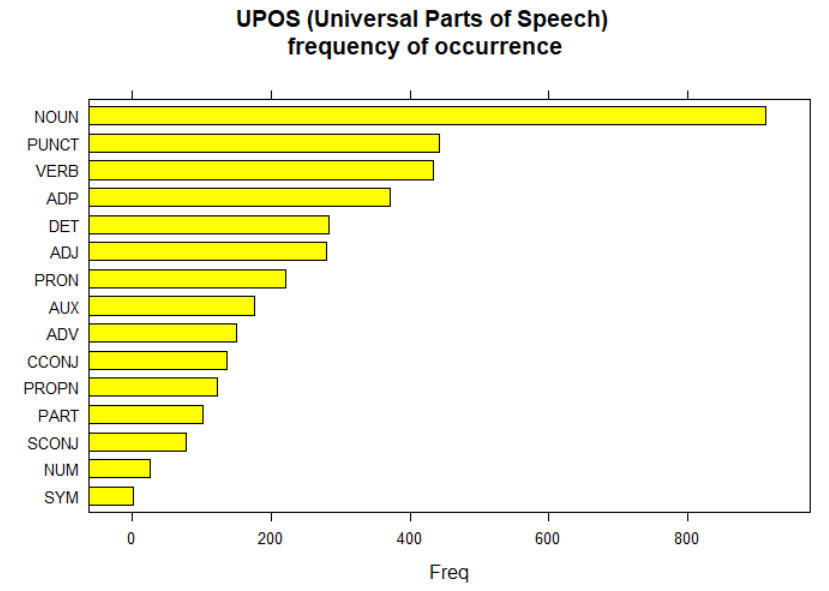 UPOS (Universal Parts of Speech)
frequency of occurrence
NOUN
PUNCT
VERB
ADP
DET
ADJ
PRON
AUX
ADV
CCONJ
PROPN
PART
SCONJ
NUM
SYM
0 200 400 600 800
Freq